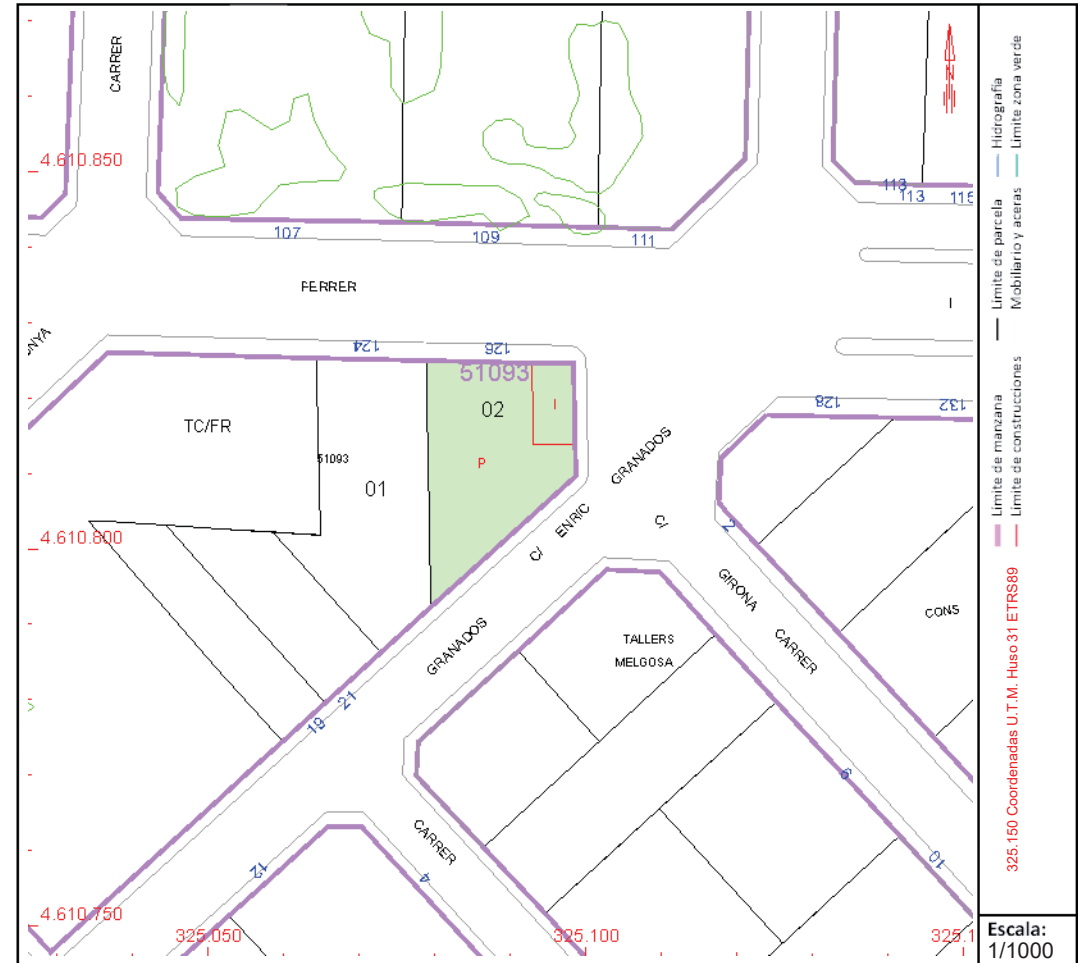 CARRER
4.610.850
107
109
111
113
113
115
FERRER
I
124
126
51093
128
132
02
I
TC/FR
51093
P
01
GRANADOS
ENRIC
C/
C/
4.610.800
2
GIRONA
CONS
GRANADOS
TALLERS
MELGOSA
CARRER
21
19
6
CARRER
12
4
10
4.610.750
325.050
325.100
325.1
N
Hidrografía
Límite zona verde
Límite de parcela
Mobiliario y aceras
Límite de manzana
Límite de construcciones
325.150 Coordenadas U.T.M. Huso 31 ETRS89
Escala:
1/1000